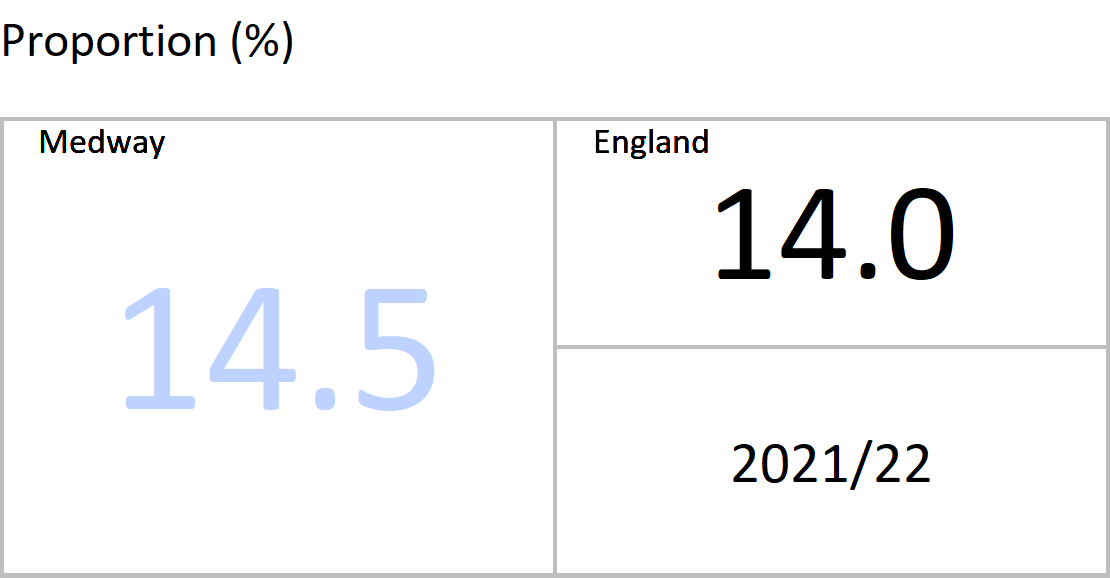 Proportion (%)
Medway
14.5
England
14.0
2021/22